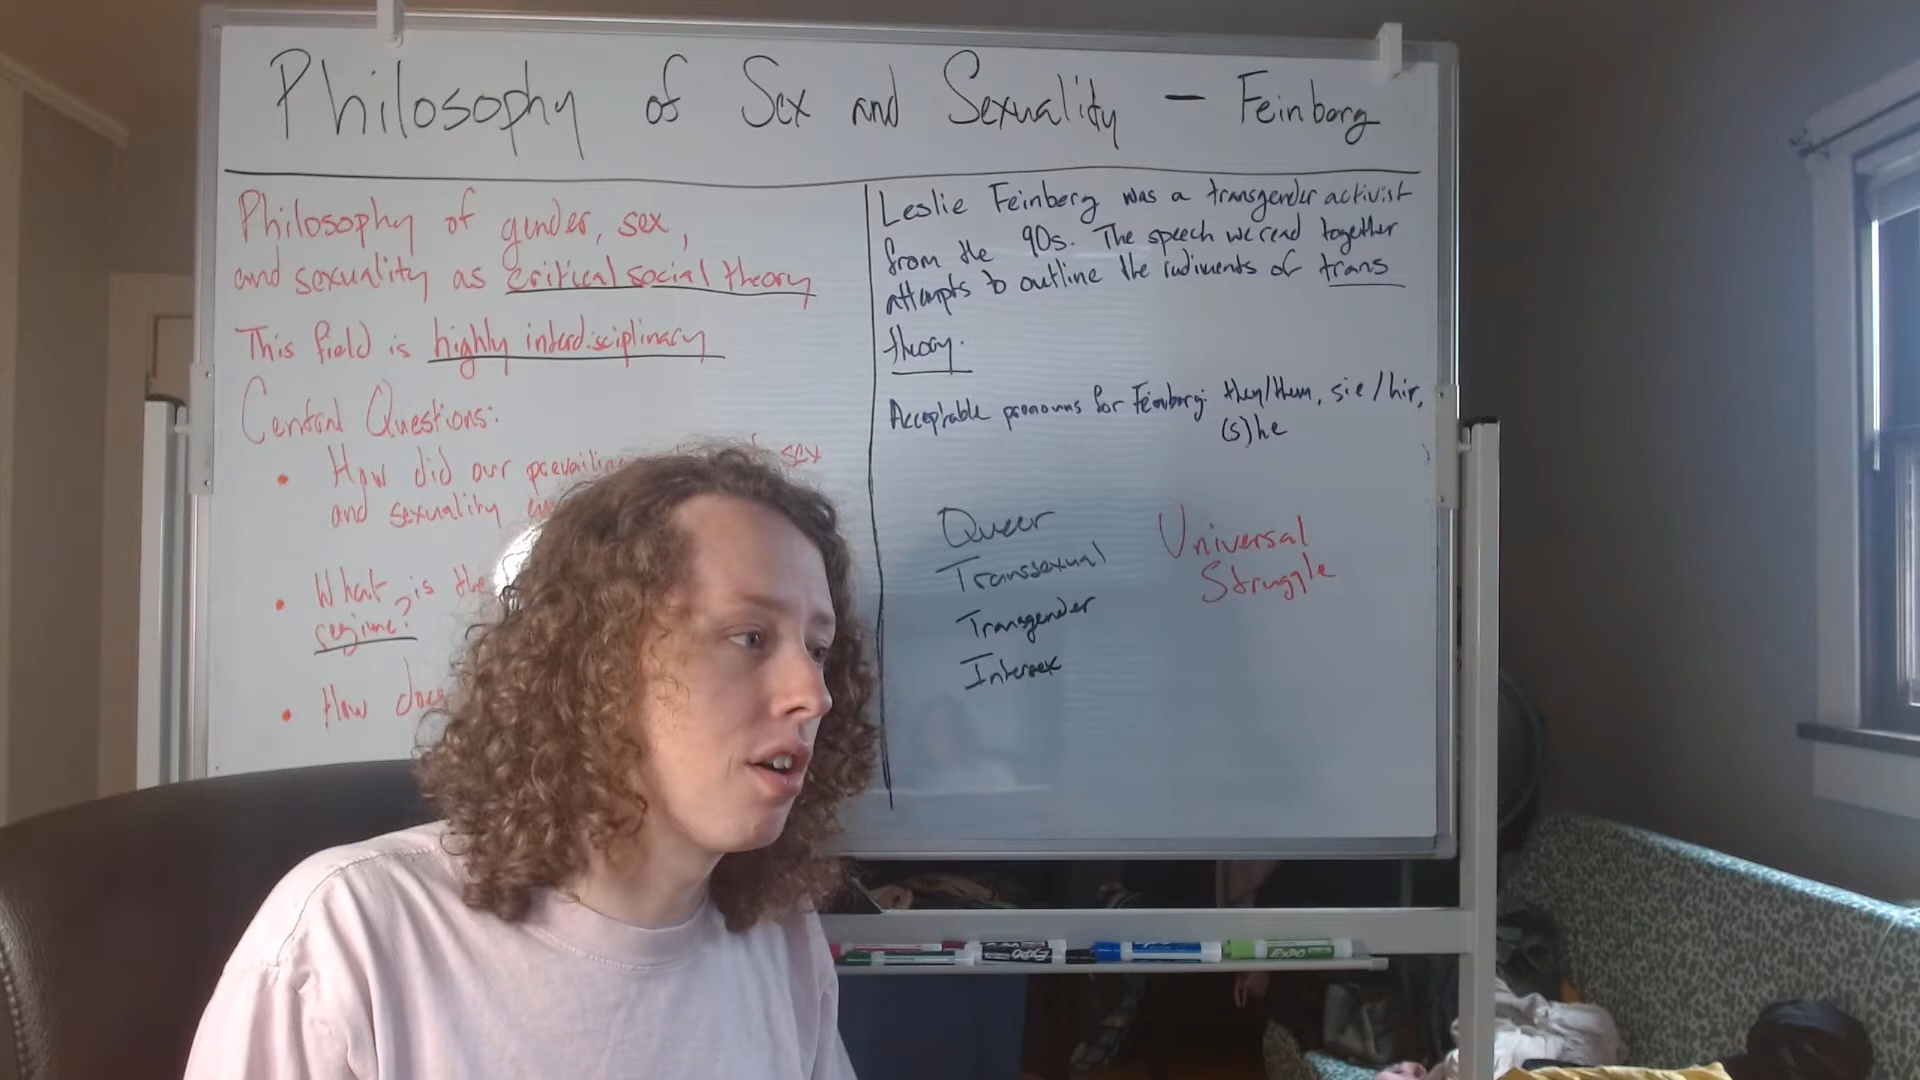 Philosophy of Sex and Sexuality — Feinberg
Philosophy of gender, sex,
and sexuality as critical social theory
This field is highly interdisciplinary
Central Questions:
• How did our prevailing sex
and sexuality
• What is the
regime?
• How does
Leslie Feinberg was a transgender activist
from the 90s. The speech we read together
attempts to outline the rudiments of trans
theory.
Acceptable pronouns for Feinberg: they/them, sie/hir,
(s)he
Queer
Transsexual
Transgender
Intersex
Universal
Struggle
EXPO